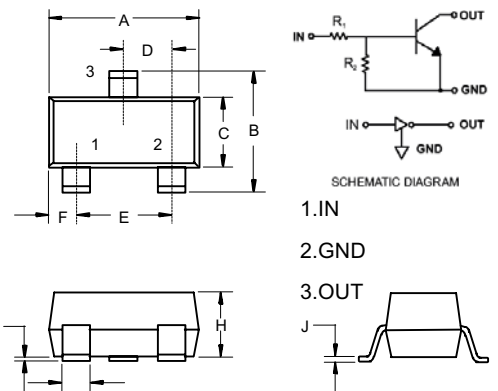 A
D
3
1
2
C
B
F
E
H
J
IN
R1
R2
OUT
GND
IN
OUT
GND
SCHEMATIC DIAGRAM
1.IN
2.GND
3.OUT